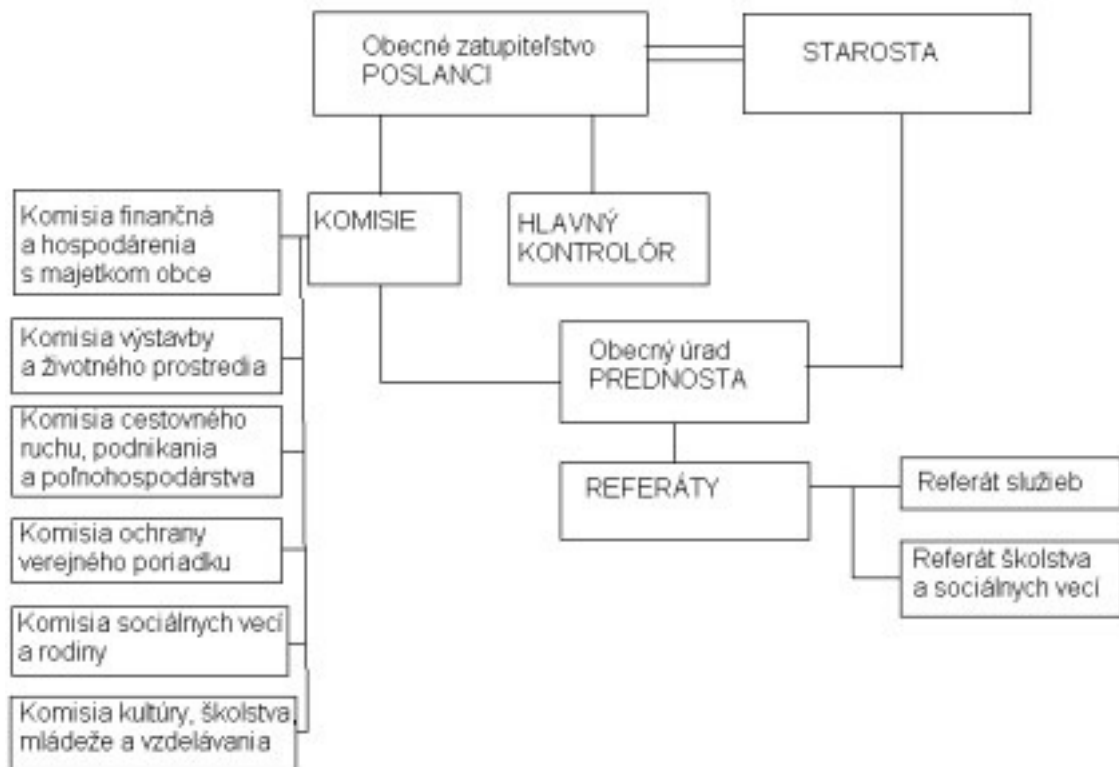 Obecné zatupiteľstvo
POSLANCI
STAROSTA
KOMISIE
HLAVNÝ
KONTROLÓR
Komisia finančná
a hospodárenia
s majetkom obce
Komisia výstavby
a životného prostredia
Komisia cestovného
ruchu, podnikania
a poľnohospodárstva
Komisia ochrany
verejného poriadku
Komisia sociálnych vecí
a rodiny
Komisia kultúry, školstva,
mládeže a vzdelávania
Obecný úrad
PREDNOSTA
REFERÁTY
Referát služieb
Referát školstva
a sociálnych vecí